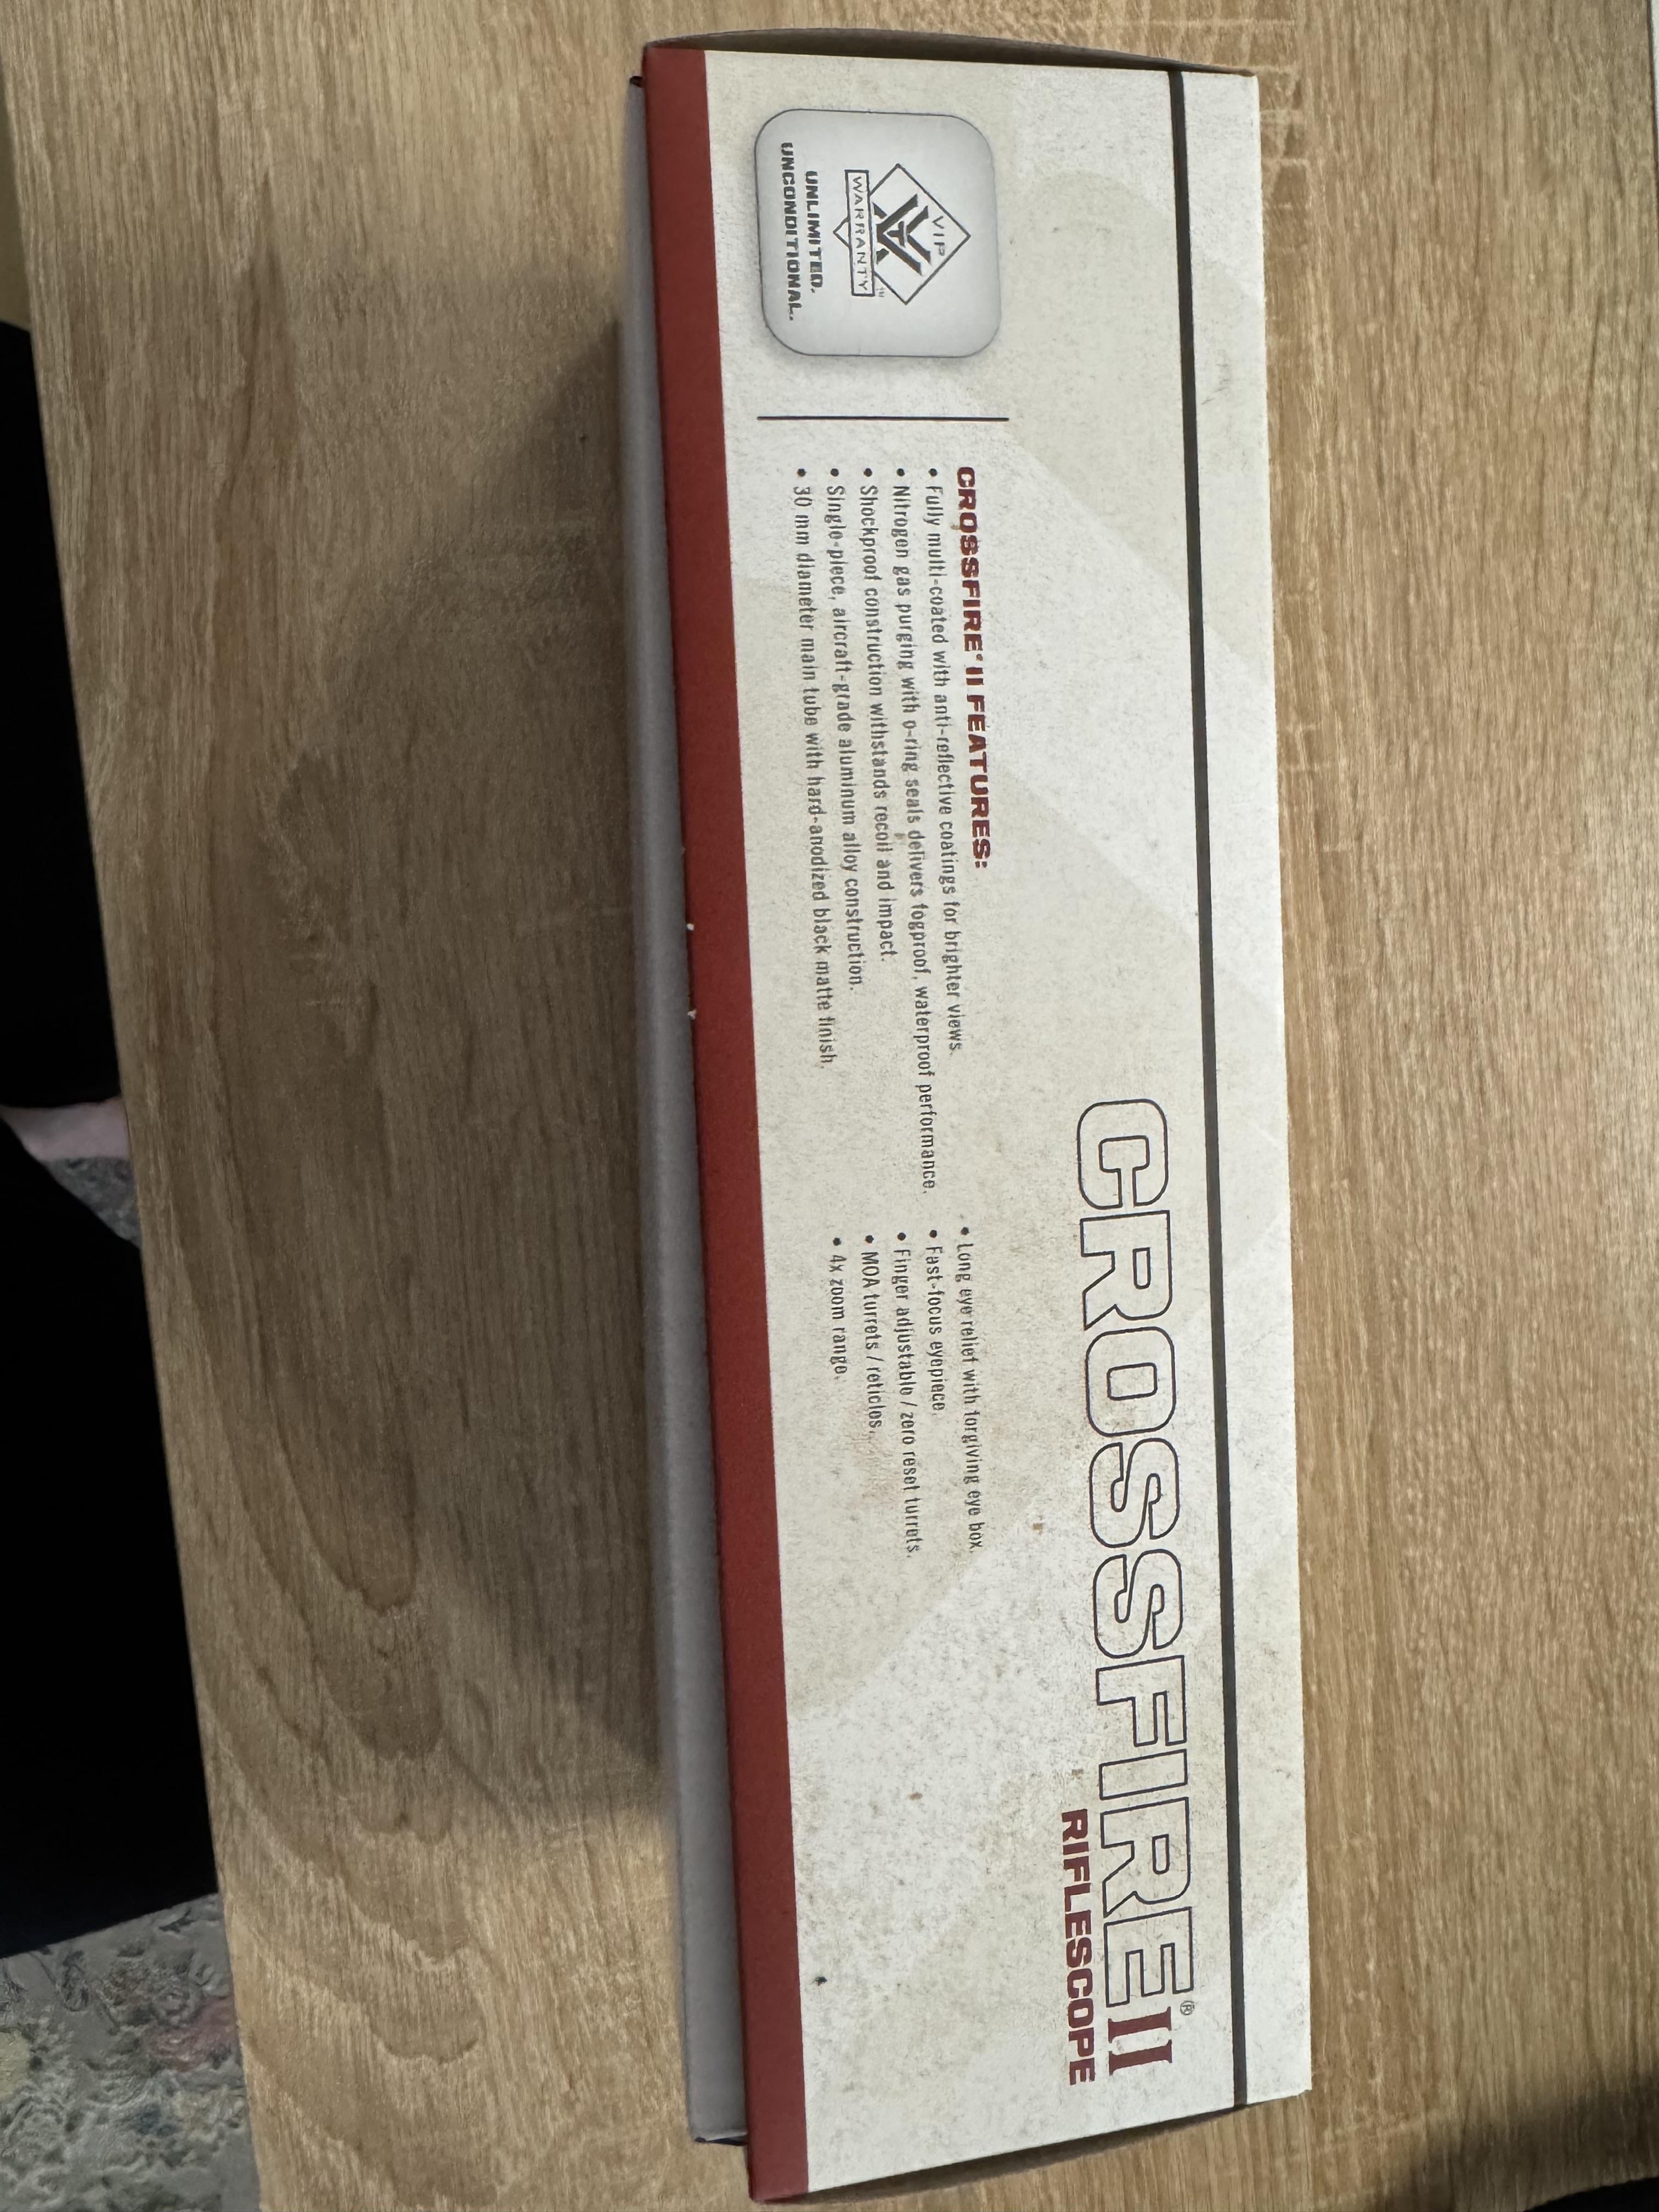 CROSSFIRE® II
RIFLESCOPE
VIP
WARRANTY™
UNLIMITED.
UNCONDITIONAL.
CROSSFIRE® II FEATURES:
• Fully multi-coated with anti-reflective coatings for brighter views.
• Nitrogen gas purging with o-ring seals delivers fogproof, waterproof performance.
• Shockproof construction withstands recoil and impact.
• Single-piece, aircraft-grade aluminum alloy construction.
• 30 mm diameter main tube with hard-anodized black matte finish.
• Long eye relief with forgiving eye box.
• Fast-focus eyepiece.
• Finger adjustable / zero reset turrets.
• MOA turrets / reticles.
• 4x zoom range.